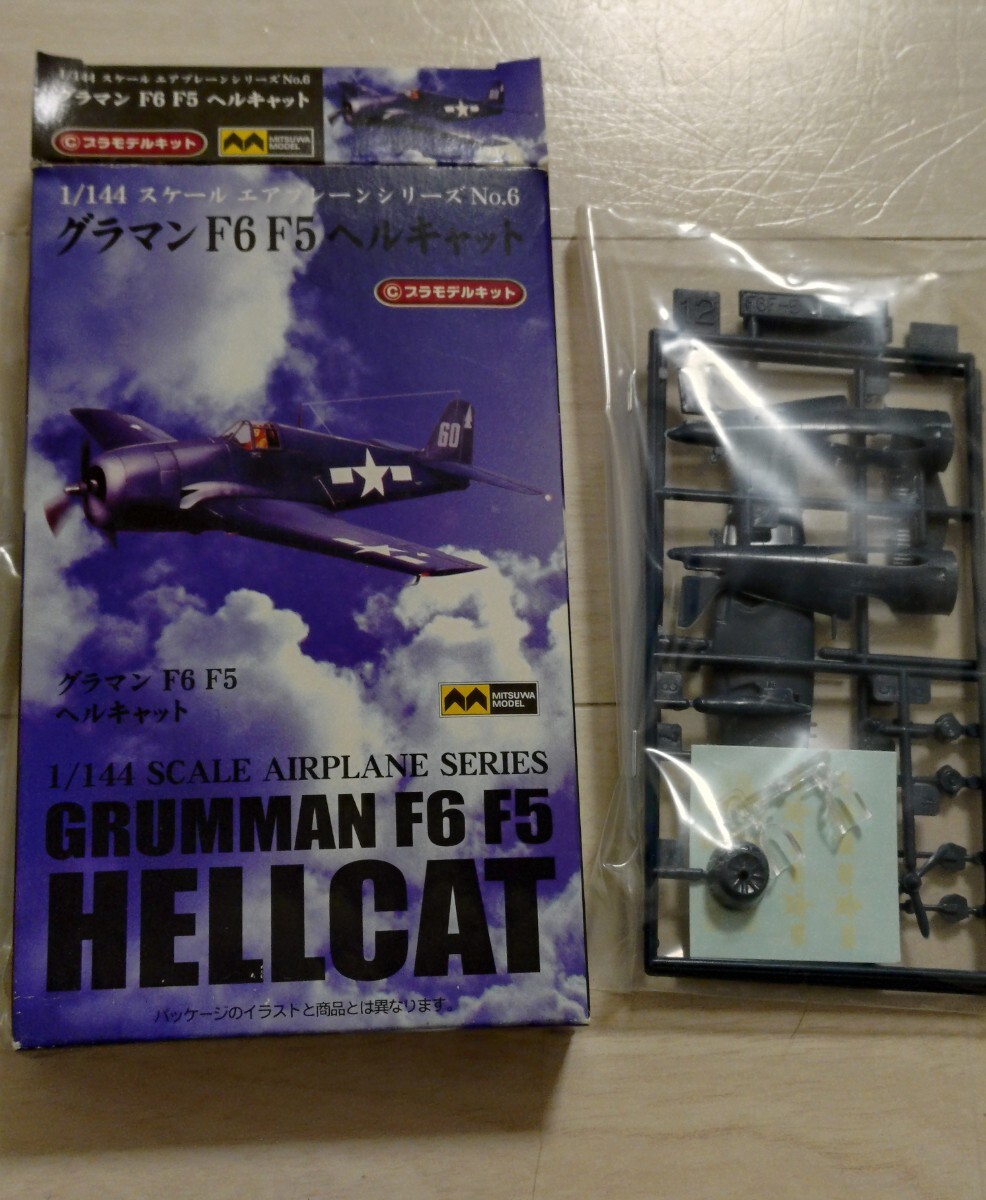 1/144 スケール エアプレーンシリーズ No.6
グラマン F6 F5 ヘルキャット
Ⓒプラモデルキット
MITSUWA
MODEL
1/144 スケール エアプレーンシリーズ No.6
グラマン F6 F5 ヘルキャット
Ⓒプラモデルキット
60
グラマン F6 F5
ヘルキャット
MITSUWA
MODEL
1/144 SCALE AIRPLANE SERIES
GRUMMAN F6 F5
HELLCAT
パッケージのイラストと商品とは異なります。
12